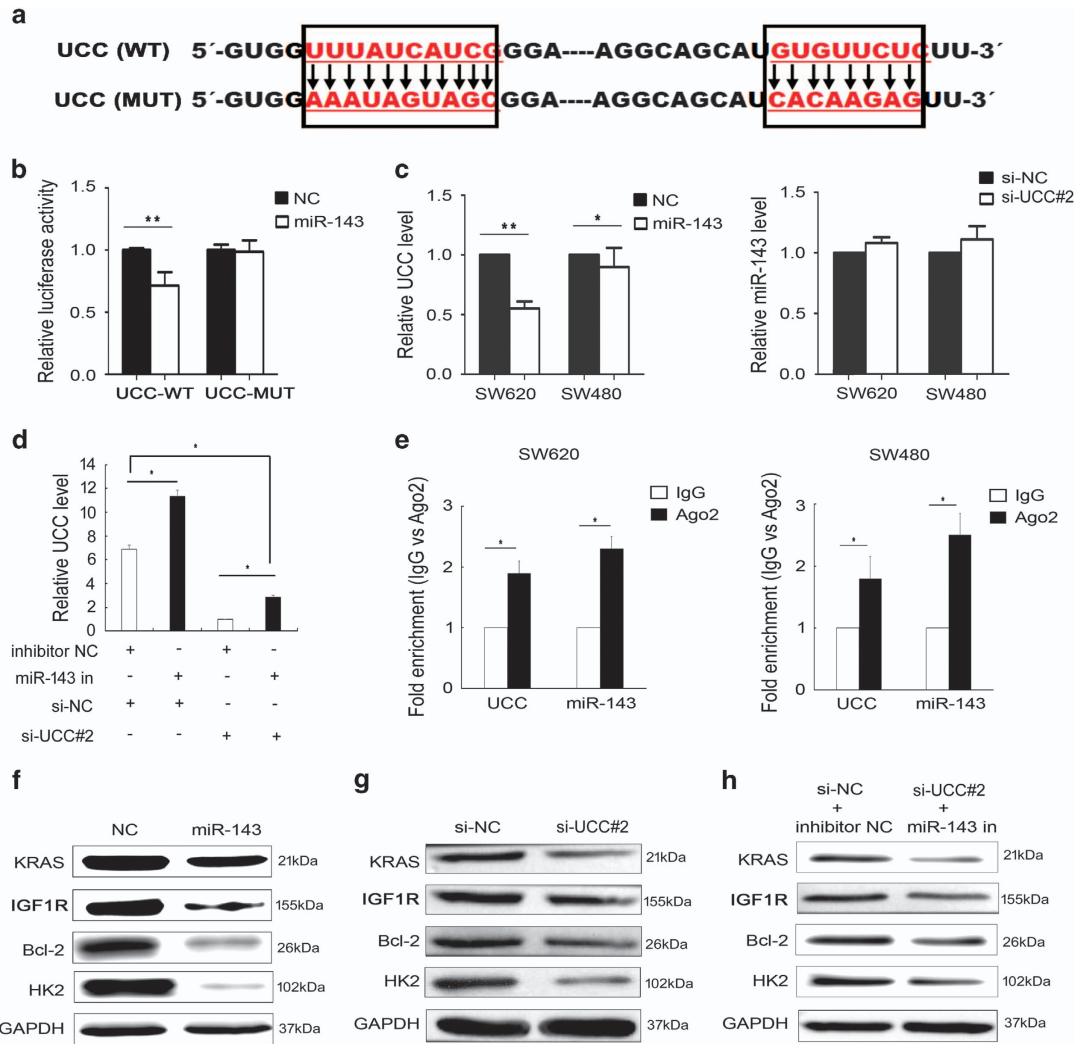 a
UCC (WT) 5´-GUGGUUUAUCAUCGGGA----AGGCAGCAUGUGUUCUCUU-3´
UCC (MUT) 5´-GUGGAAAUAGUAGCGGA----AGGCAGCAUCACAAGAGUU-3´
b
Relative luciferase activity
1.5
1.0
0.5
0.0
**
NC
miR-143
UCC-WT UCC-MUT
c
Relative UCC level
1.5
1.0
0.5
0.0
** *
NC
miR-143
SW620 SW480
Relative miR-143 level
1.5
1.0
0.5
0.0
si-NC
si-UCC#2
SW620 SW480
d
Relative UCC level
14
12
10
8
6
4
2
0
*
*
*
inhibitor NC + - + -
miR-143 in - + - +
si-NC + + - -
si-UCC#2 - - + +
e
SW620
Fold enrichment (IgG vs Ago2)
3
2
1
0
* *
IgG
Ago2
UCC miR-143
SW480
Fold enrichment (IgG vs Ago2)
3
2
1
0
* *
IgG
Ago2
UCC miR-143
f
NC miR-143
KRAS 21kDa
IGF1R 155kDa
Bcl-2 26kDa
HK2 102kDa
GAPDH 37kDa
g
si-NC si-UCC#2
KRAS 21kDa
IGF1R 155kDa
Bcl-2 26kDa
HK2 102kDa
GAPDH 37kDa
h
si-NC si-UCC#2
+ +
inhibitor NC miR-143 in
KRAS 21kDa
IGF1R 155kDa
Bcl-2 26kDa
HK2 102kDa
GAPDH 37kDa